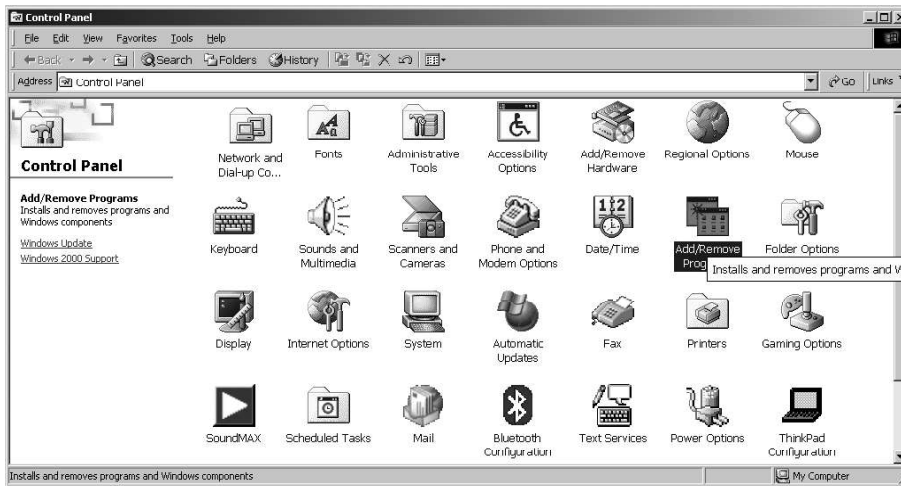 Control Panel
File Edit View Favorites Tools Help
Back Search Folders History
Address Control Panel Go Links
Control Panel
Add/Remove Programs
Installs and removes programs and
Windows components
Windows Update
Windows 2000 Support
Network and
Dial-up Co...
Fonts
Administrative
Tools
Accessibility
Options
Add/Remove
Hardware
Regional Options
Mouse
Keyboard
Sounds and
Multimedia
Scanners and
Cameras
Phone and
Modem Options
Date/Time
Add/Remove
Prog
Folder Options
Installs and removes programs and W
Display
Internet Options
System
Automatic
Updates
Fax
Printers
Gaming Options
SoundMAX
Scheduled Tasks
Mail
Bluetooth
Configuration
Text Services
Power Options
ThinkPad
Configuration
Installs and removes programs and Windows components
My Computer